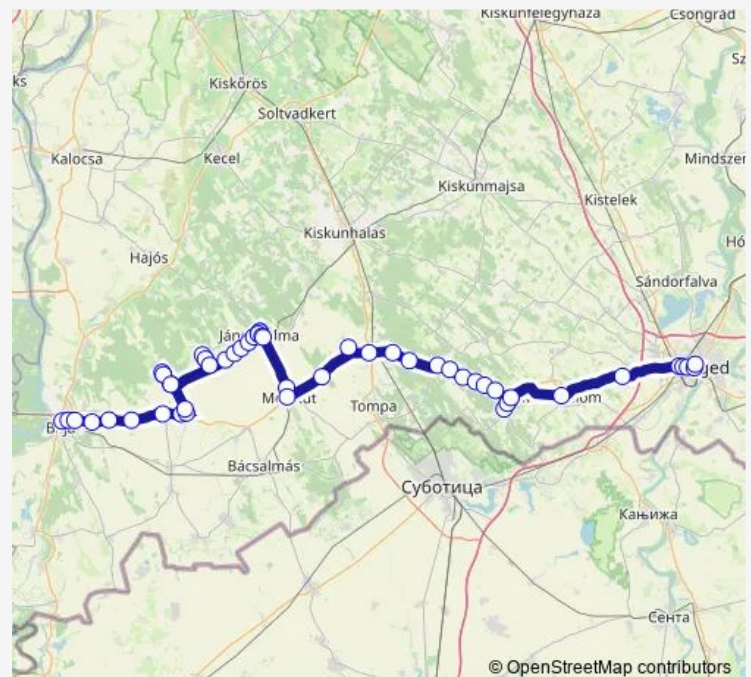 Kiskunfélegyháza
Csongrád
Kiskőrös
Soltvadkert
Kalocsa
Kecel
Mindszen
Kiskunmajsa
Kistelek
Kiskunhalas
Hajós
Sándorfalva
Tompa
Bácsalmás
Суботица
Кањижа
Сента
© OpenStreetMap contributors